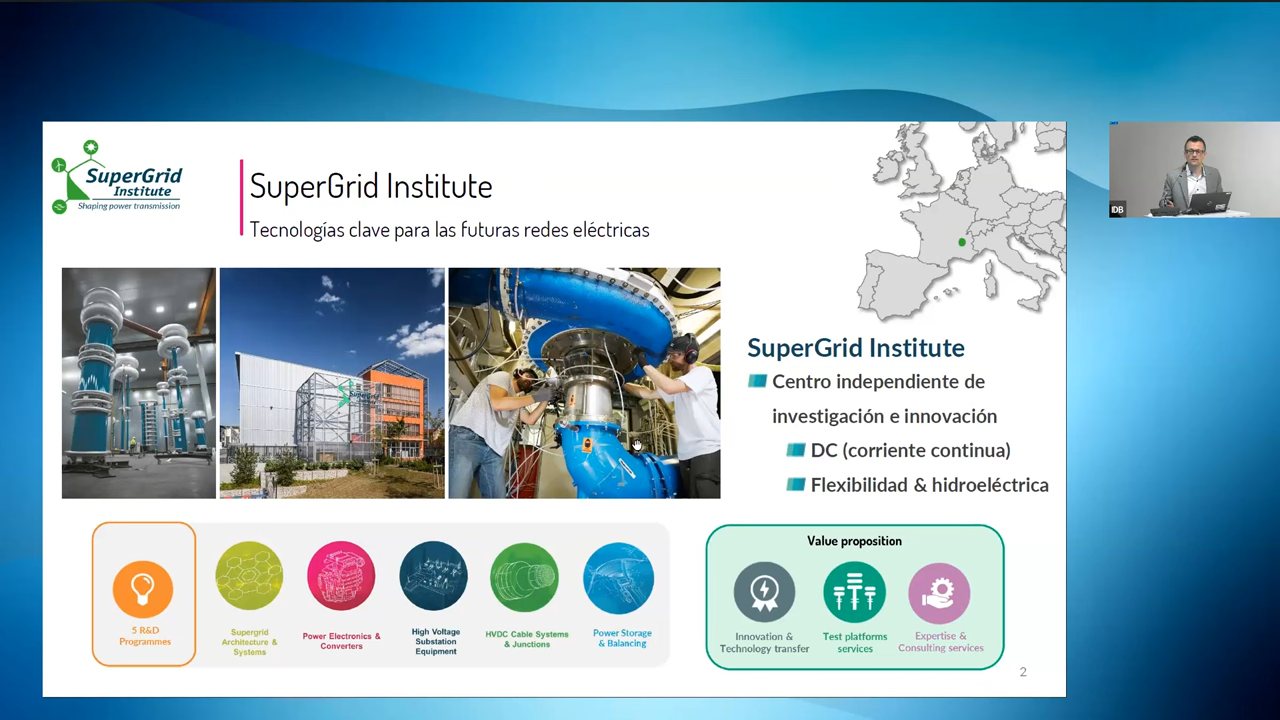 SuperGrid
Institute
Shaping power transmission
SuperGrid Institute
Tecnologías clave para las futuras redes eléctricas
IDB
SuperGrid Institute
Centro independiente de
investigación e innovación
DC (corriente continua)
Flexibilidad & hidroeléctrica
5 R&D
Programmes
Supergrid
Architecture &
Systems
Power Electronics &
Converters
High Voltage
Substation
Equipment
HVDC Cable Systems
& Junctions
Power Storage
& Balancing
Value proposition
Innovation &
Technology transfer
Test platforms
services
Expertise &
Consulting services
2